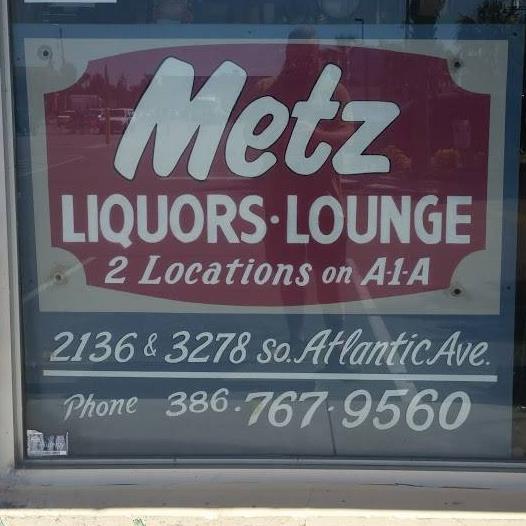 Metz
LIQUORS · LOUNGE
2 Locations on A-1-A
2136 & 3278 So. Atlantic Ave.
Phone 386 · 767 · 9560